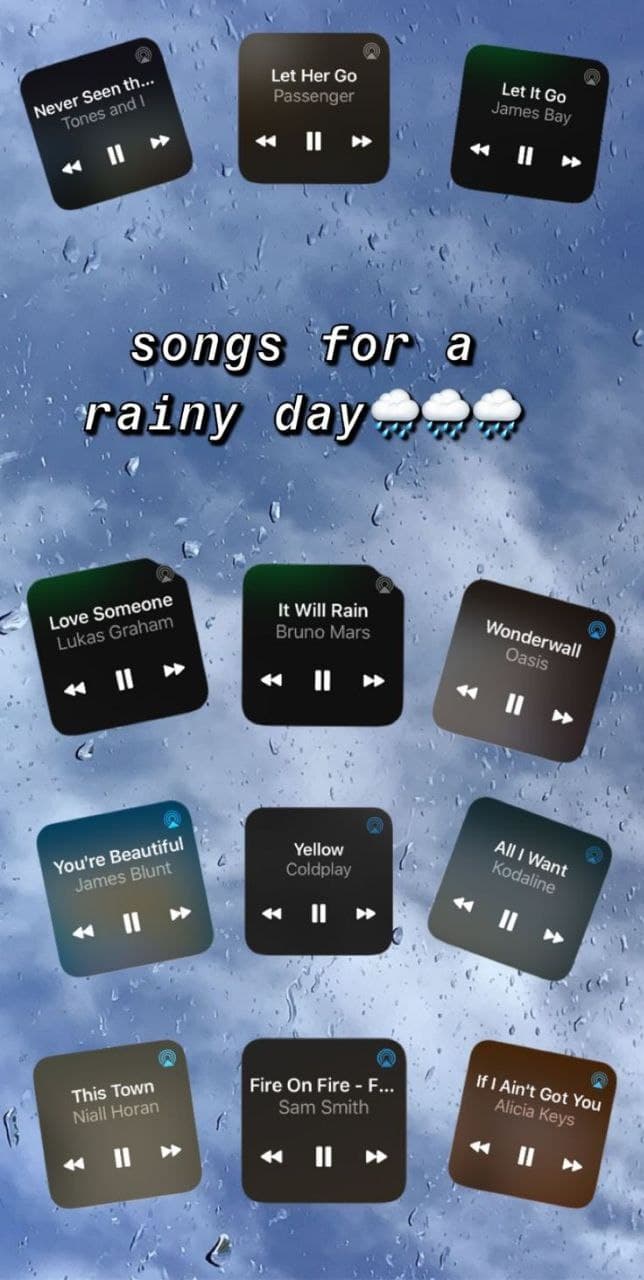 Never Seen th...
Tones and I
Let Her Go
Passenger
Let It Go
James Bay
songs for a
rainy day🌧️🌧️🌧️
Love Someone
Lukas Graham
It Will Rain
Bruno Mars
Wonderwall
Oasis
You're Beautiful
James Blunt
Yellow
Coldplay
All I Want
Kodaline
This Town
Niall Horan
Fire On Fire - F...
Sam Smith
If I Ain't Got You
Alicia Keys